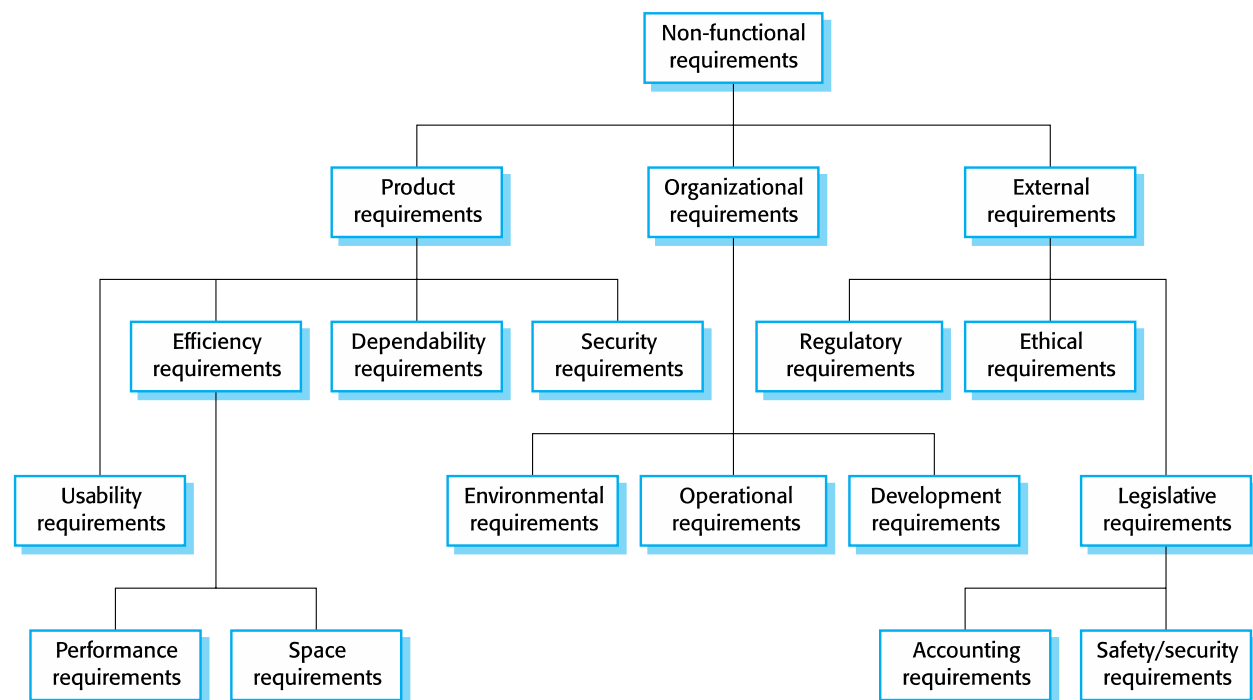 Non-functional
requirements
Product
requirements
Organizational
requirements
External
requirements
Efficiency
requirements
Dependability
requirements
Security
requirements
Regulatory
requirements
Ethical
requirements
Usability
requirements
Environmental
requirements
Operational
requirements
Development
requirements
Legislative
requirements
Performance
requirements
Space
requirements
Accounting
requirements
Safety/security
requirements